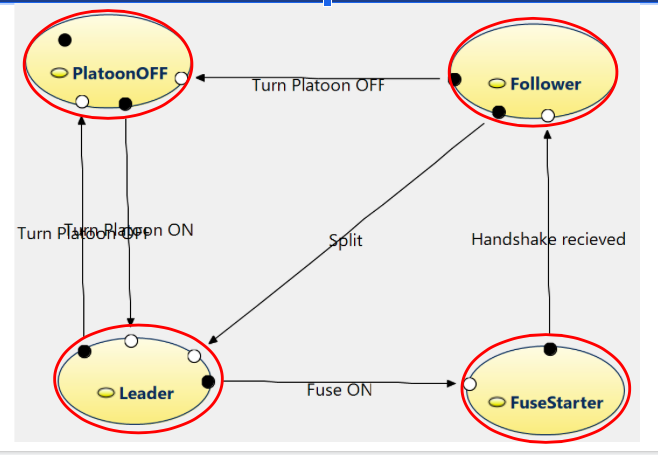 PlatoonOFF
Turn Platoon OFF
Follower
Turn Platoon OFF
Turn Platoon ON
Split
Handshake recieved
Leader
Fuse ON
FuseStarter